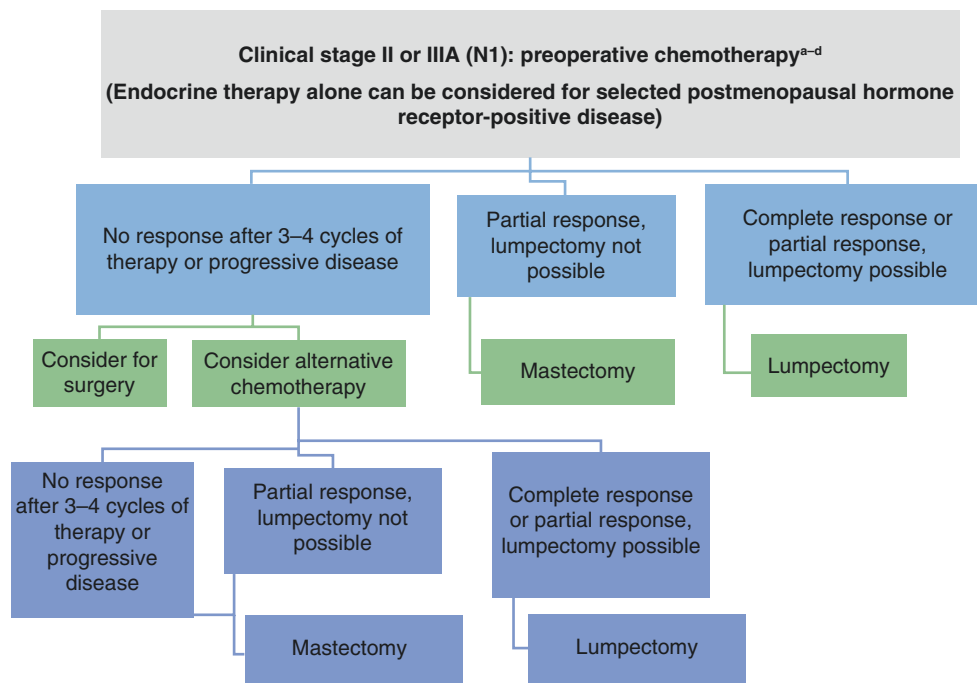 Clinical stage II or IIIA (N1): preoperative chemotherapyᵃ⁻ᵈ
(Endocrine therapy alone can be considered for selected postmenopausal hormone
receptor-positive disease)
No response after 3–4 cycles of
therapy or progressive disease
Partial response,
lumpectomy not
possible
Complete response or
partial response,
lumpectomy possible
Consider for
surgery
Consider alternative
chemotherapy
Mastectomy
Lumpectomy
No response
after 3–4 cycles of
therapy or
progressive
disease
Partial response,
lumpectomy not
possible
Complete response
or partial response,
lumpectomy possible
Mastectomy
Lumpectomy